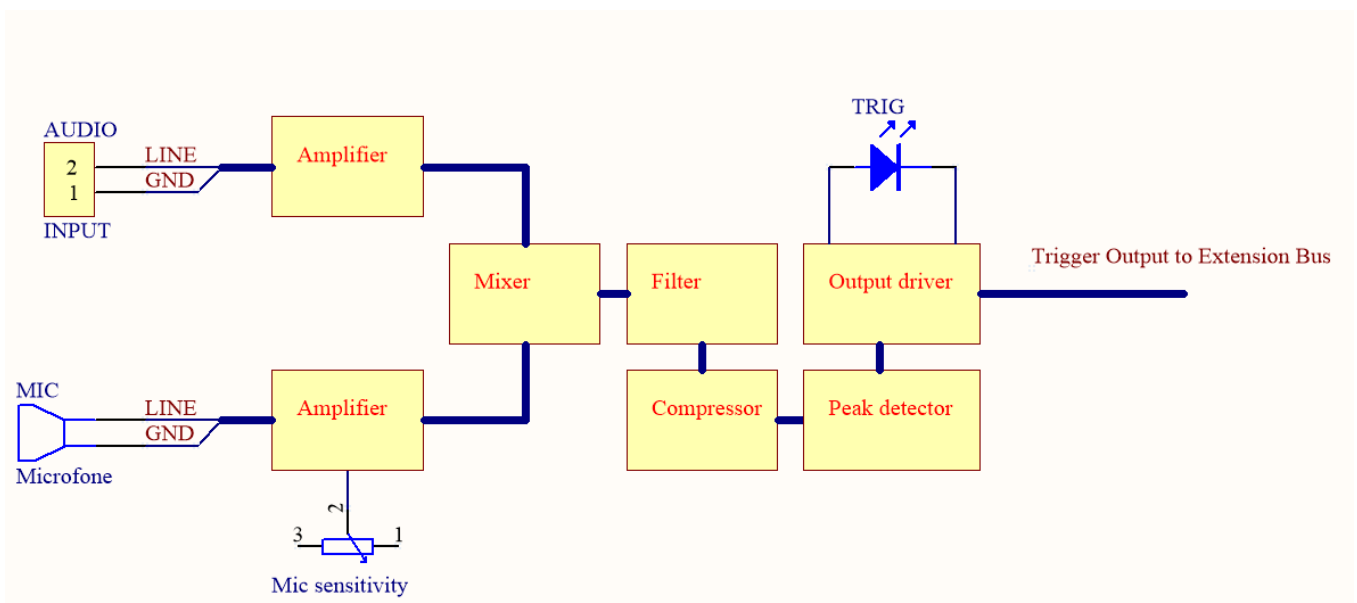 TRIG
AUDIO
LINE
Amplifier
2
GND
1
INPUT
Trigger Output to Extension Bus
Mixer
Filter
Output driver
MIC
LINE
Amplifier
Compressor
Peak detector
GND
Microfone
2
3
1
Mic sensitivity